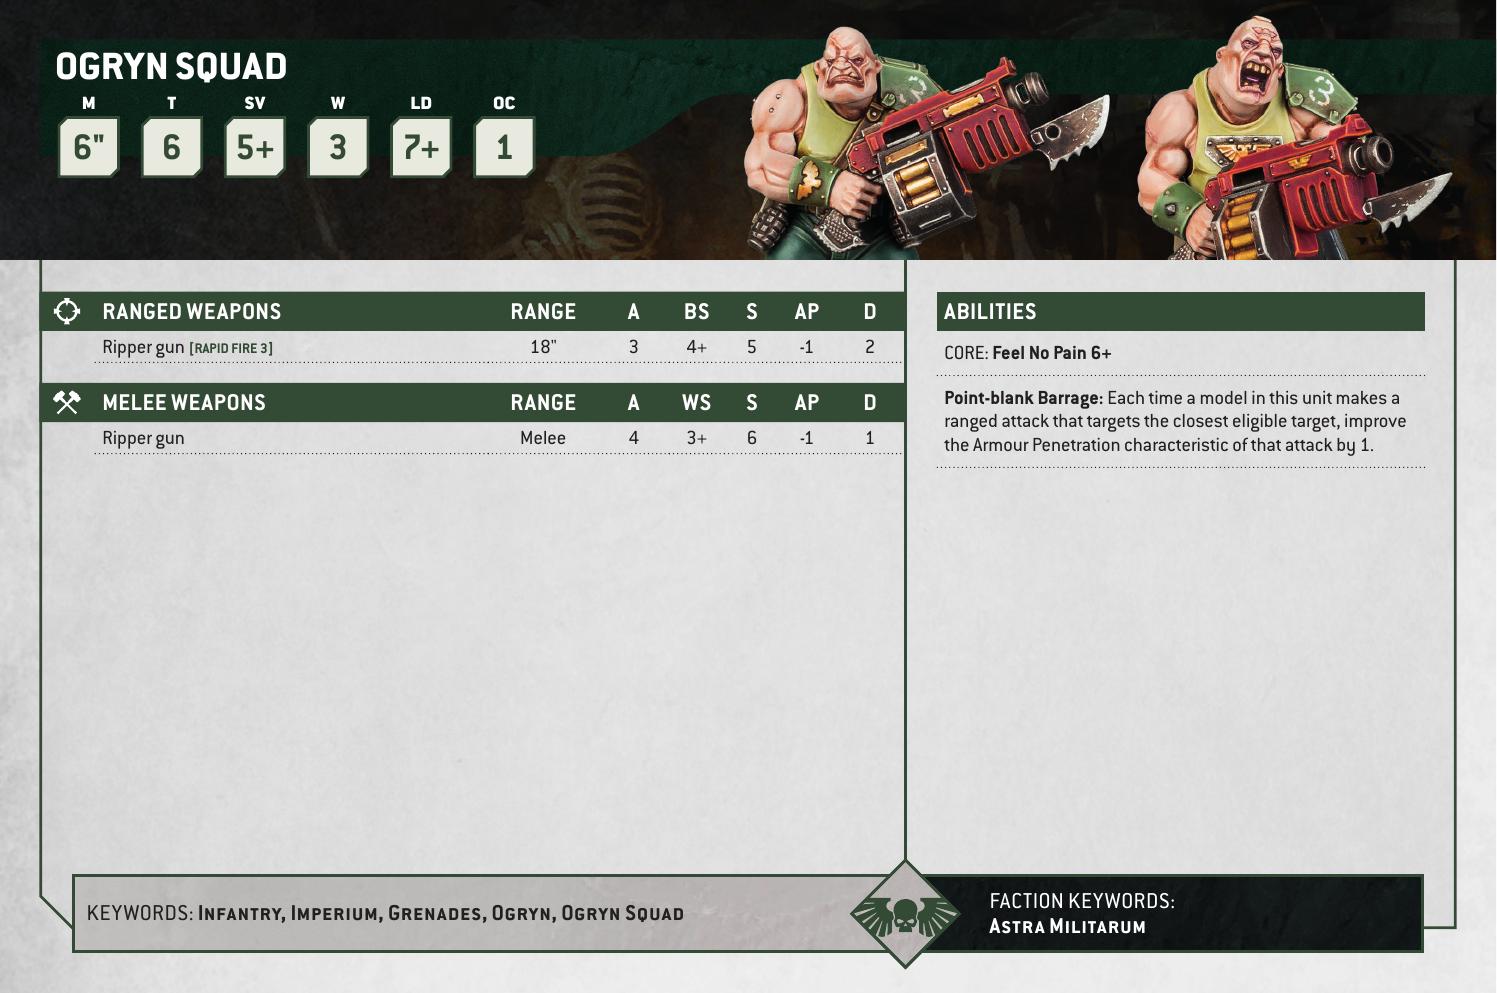 OGRYN SQUAD
M T SV W LD OC
6" 6 5+ 3 7+ 1
2
3
RANGED WEAPONS RANGE A BS S AP D
Ripper gun [RAPID FIRE 3] 18" 3 4+ 5 -1 2
MELEE WEAPONS RANGE A WS S AP D
Ripper gun Melee 4 3+ 6 -1 1
ABILITIES
CORE: Feel No Pain 6+
Point-blank Barrage: Each time a model in this unit makes a
ranged attack that targets the closest eligible target, improve
the Armour Penetration characteristic of that attack by 1.
KEYWORDS: Infantry, Imperium, Grenades, Ogryn, Ogryn Squad
FACTION KEYWORDS:
Astra Militarum